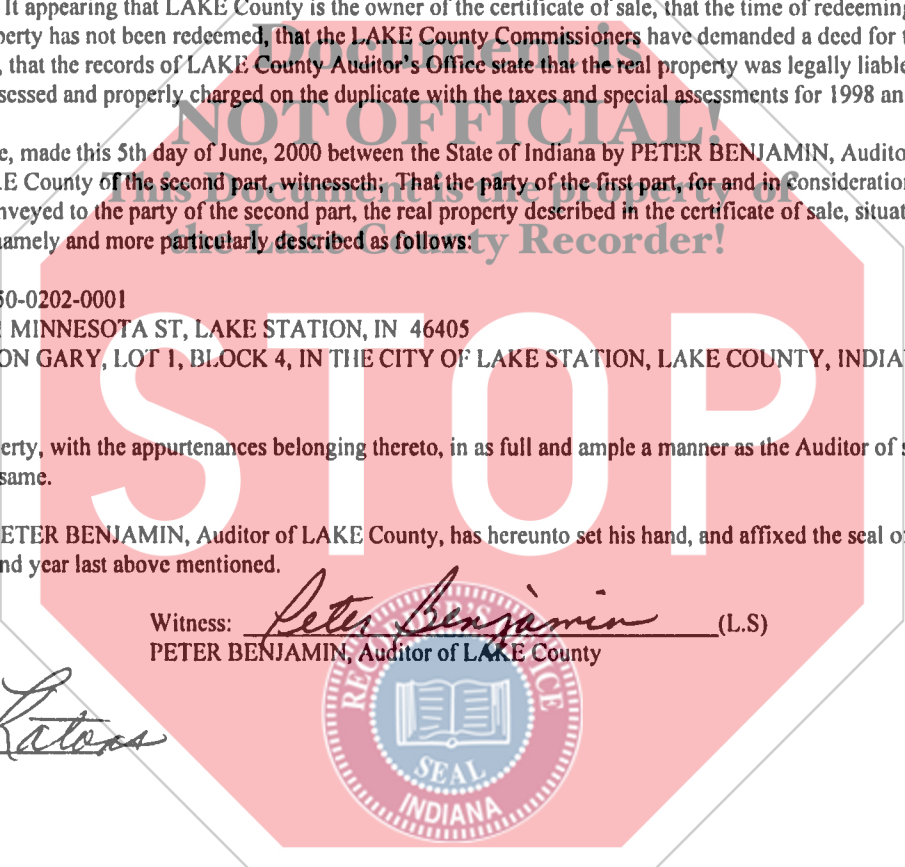 It appearing that LAKE County is the owner of the certificate of sale, that the time of redeeming
perty has not been redeemed, that the LAKE County Commissioners have demanded a deed for t
, that the records of LAKE County Auditor's Office state that the real property was legally liable
sessed and properly charged on the duplicate with the taxes and special assessments for 1998 an
Document is
NOT OFFICIAL!
This Document is the property of
the Lake County Recorder!
e, made this 5th day of June, 2000 between the State of Indiana by PETER BENJAMIN, Audito
E County of the second part, witnesseth; That the party of the first part, for and in consideration
nveyed to the party of the second part, the real property described in the certificate of sale, situat
namely and more particularly described as follows:
50-0202-0001
MINNESOTA ST, LAKE STATION, IN 46405
ON GARY, LOT 1, BLOCK 4, IN THE CITY OF LAKE STATION, LAKE COUNTY, INDIA
STOP
erty, with the appurtenances belonging thereto, in as full and ample a manner as the Auditor of s
same.
ETER BENJAMIN, Auditor of LAKE County, has hereunto set his hand, and affixed the seal o
nd year last above mentioned.
Witness: Peter Benjamin (L.S)
PETER BENJAMIN, Auditor of LAKE County
RECORDER'S OFFICE
SEAL
INDIANA